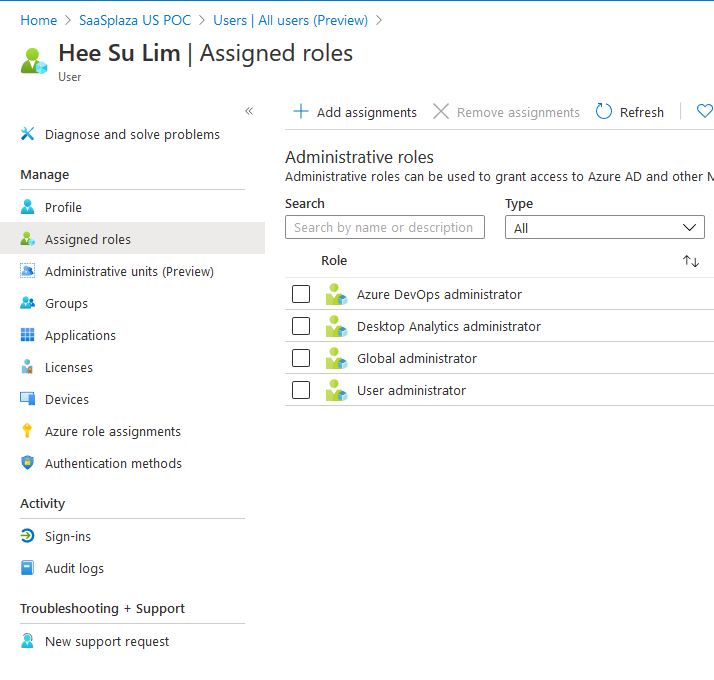 Home > SaaSplaza US POC > Users | All users (Preview) >
Hee Su Lim | Assigned roles
User
«
Diagnose and solve problems
Manage
Profile
Assigned roles
Administrative units (Preview)
Groups
Applications
Licenses
Devices
Azure role assignments
Authentication methods
Activity
Sign-ins
Audit logs
Troubleshooting + Support
New support request
Add assignments Remove assignments Refresh
Administrative roles
Administrative roles can be used to grant access to Azure AD and other
Search Type
Search by name or description All
Role
Azure DevOps administrator
Desktop Analytics administrator
Global administrator
User administrator